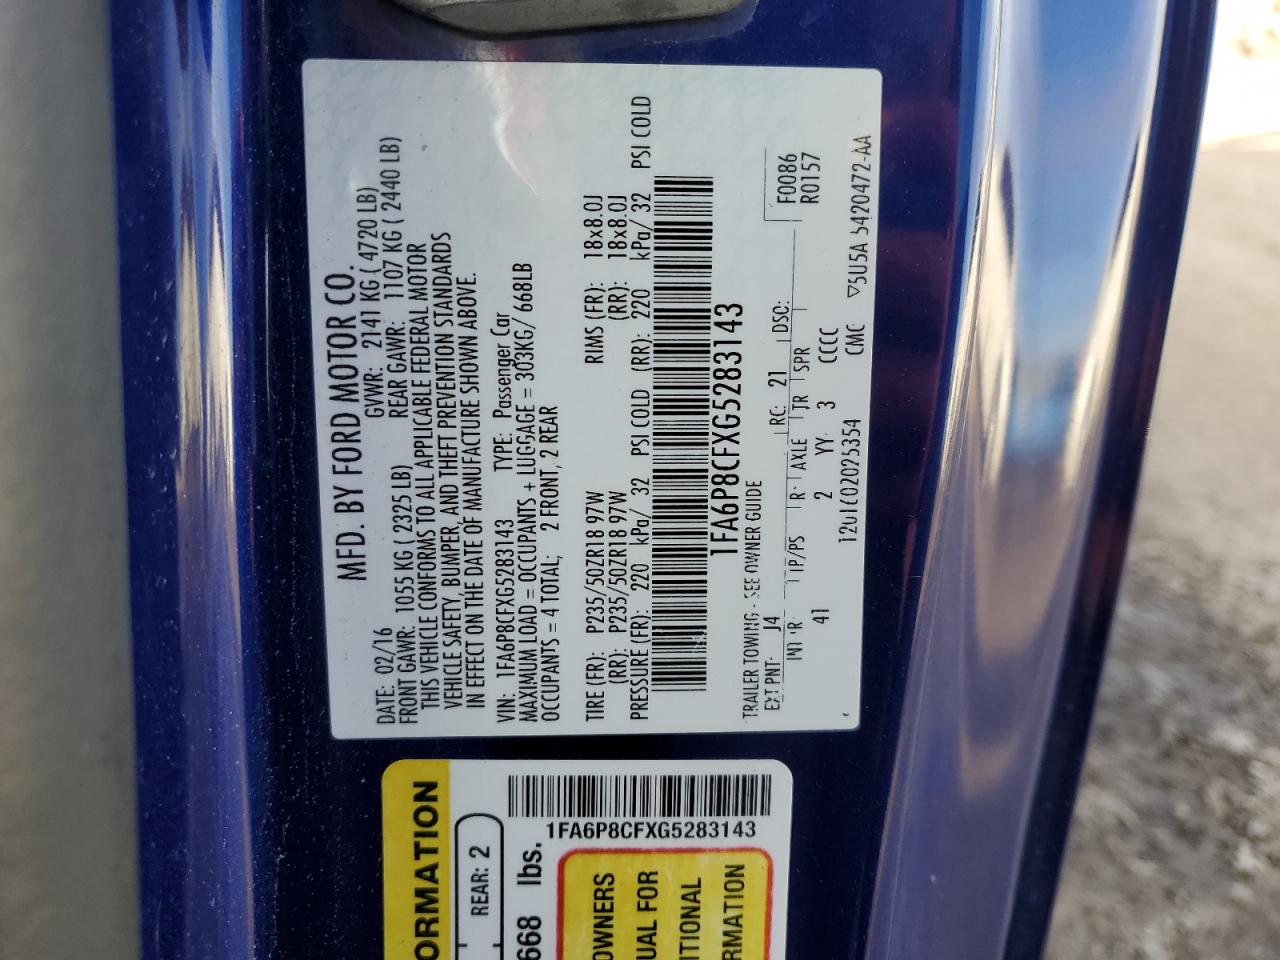 MFD. BY FORD MOTOR CO.
DATE: 02/16 GVWR: 2141 KG ( 4720 LB)
FRONT GAWR: 1055 KG ( 2325 LB) REAR GAWR: 1107 KG ( 2440 LB)
THIS VEHICLE CONFORMS TO ALL APPLICABLE FEDERAL MOTOR
VEHICLE SAFETY, BUMPER, AND THEFT PREVENTION STANDARDS
IN EFFECT ON THE DATE OF MANUFACTURE SHOWN ABOVE.
VIN: 1FA6P8CFXG5283143 TYPE: Passenger Car
MAXIMUM LOAD = OCCUPANTS + LUGGAGE = 303KG/ 668LB
OCCUPANTS = 4 TOTAL, 2 FRONT, 2 REAR
TIRE (FR): P235/50ZR18 97W RIMS (FR): 18x8.0J
(RR): P235/50ZR18 97W (RR): 18x8.0J
PRESSURE (FR): 220 kPa/ 32 PSI COLD (RR): 220 kPa/ 32 PSI COLD
1FA6P8CFXG5283143
TRAILER TOWING - SEE OWNER GUIDE
F0086
EXT PNT: J4 RC: 21 DSC: R0157
TP/PS R AXLE TR SPR
41 2 YY 3 CCCC
CMC ▽5U5A 5420472-AA
ORMATION
REAR: 2
668 lbs.
1FA6P8CFXG5283143
OWNERS
UAL FOR
ITIONAL
RMATION